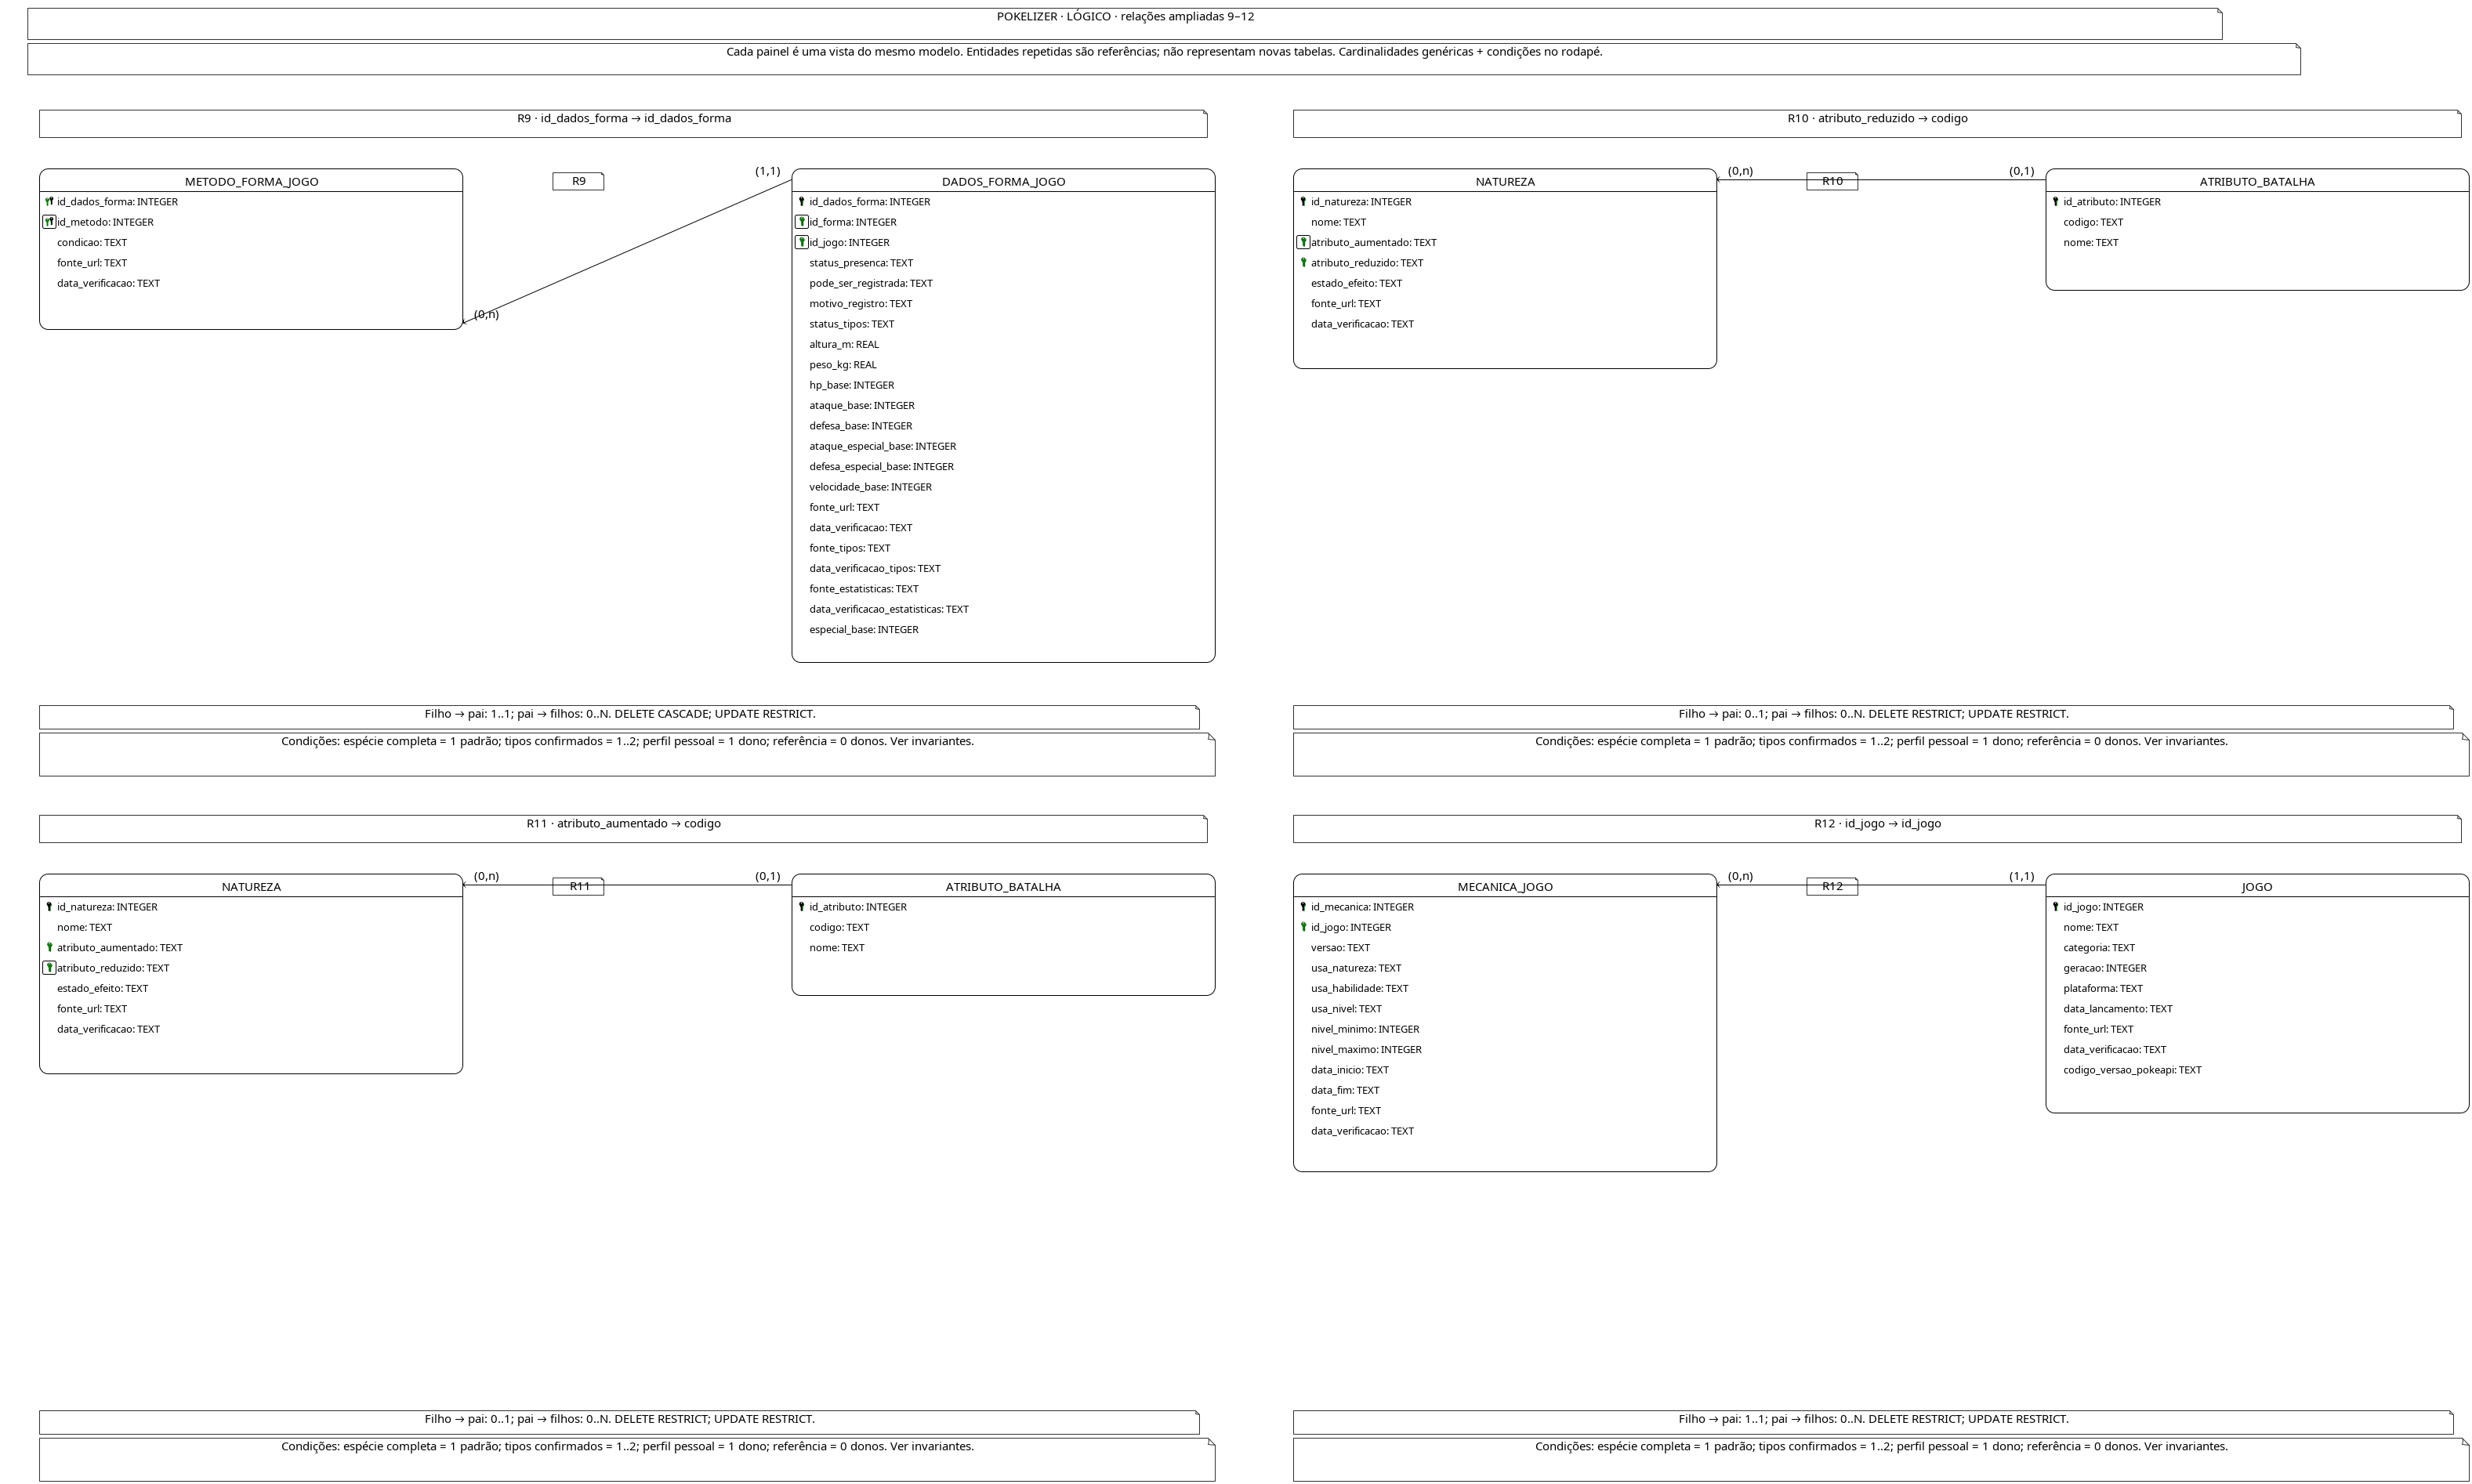 POKELIZER · LÓGICO · relações ampliadas 9–12
Cada painel é uma vista do mesmo modelo. Entidades repetidas são referências; não representam novas tabelas. Cardinalidades genéricas + condições no rodapé.
R9 · id_dados_forma → id_dados_forma
METODO_FORMA_JOGO
id_dados_forma: INTEGER
id_metodo: INTEGER
condicao: TEXT
fonte_url: TEXT
data_verificacao: TEXT
(0,n)
R9
(1,1)
DADOS_FORMA_JOGO
id_dados_forma: INTEGER
id_forma: INTEGER
id_jogo: INTEGER
status_presenca: TEXT
pode_ser_registrada: TEXT
motivo_registro: TEXT
status_tipos: TEXT
altura_m: REAL
peso_kg: REAL
hp_base: INTEGER
ataque_base: INTEGER
defesa_base: INTEGER
ataque_especial_base: INTEGER
defesa_especial_base: INTEGER
velocidade_base: INTEGER
fonte_url: TEXT
data_verificacao: TEXT
fonte_tipos: TEXT
data_verificacao_tipos: TEXT
fonte_estatisticas: TEXT
data_verificacao_estatisticas: TEXT
especial_base: INTEGER
Filho → pai: 1..1; pai → filhos: 0..N. DELETE CASCADE; UPDATE RESTRICT.
Condições: espécie completa = 1 padrão; tipos confirmados = 1..2; perfil pessoal = 1 dono; referência = 0 donos. Ver invariantes.
R10 · atributo_reduzido → codigo
NATUREZA
id_natureza: INTEGER
nome: TEXT
atributo_aumentado: TEXT
atributo_reduzido: TEXT
estado_efeito: TEXT
fonte_url: TEXT
data_verificacao: TEXT
(0,n)
R10
(0,1)
ATRIBUTO_BATALHA
id_atributo: INTEGER
codigo: TEXT
nome: TEXT
Filho → pai: 0..1; pai → filhos: 0..N. DELETE RESTRICT; UPDATE RESTRICT.
Condições: espécie completa = 1 padrão; tipos confirmados = 1..2; perfil pessoal = 1 dono; referência = 0 donos. Ver invariantes.
R11 · atributo_aumentado → codigo
NATUREZA
id_natureza: INTEGER
nome: TEXT
atributo_aumentado: TEXT
atributo_reduzido: TEXT
estado_efeito: TEXT
fonte_url: TEXT
data_verificacao: TEXT
(0,n)
R11
(0,1)
ATRIBUTO_BATALHA
id_atributo: INTEGER
codigo: TEXT
nome: TEXT
Filho → pai: 0..1; pai → filhos: 0..N. DELETE RESTRICT; UPDATE RESTRICT.
Condições: espécie completa = 1 padrão; tipos confirmados = 1..2; perfil pessoal = 1 dono; referência = 0 donos. Ver invariantes.
R12 · id_jogo → id_jogo
MECANICA_JOGO
id_mecanica: INTEGER
id_jogo: INTEGER
versao: TEXT
usa_natureza: TEXT
usa_habilidade: TEXT
usa_nivel: TEXT
nivel_minimo: INTEGER
nivel_maximo: INTEGER
data_inicio: TEXT
data_fim: TEXT
fonte_url: TEXT
data_verificacao: TEXT
(0,n)
R12
(1,1)
JOGO
id_jogo: INTEGER
nome: TEXT
categoria: TEXT
geracao: INTEGER
plataforma: TEXT
data_lancamento: TEXT
fonte_url: TEXT
data_verificacao: TEXT
codigo_versao_pokeapi: TEXT
Filho → pai: 1..1; pai → filhos: 0..N. DELETE RESTRICT; UPDATE RESTRICT.
Condições: espécie completa = 1 padrão; tipos confirmados = 1..2; perfil pessoal = 1 dono; referência = 0 donos. Ver invariantes.